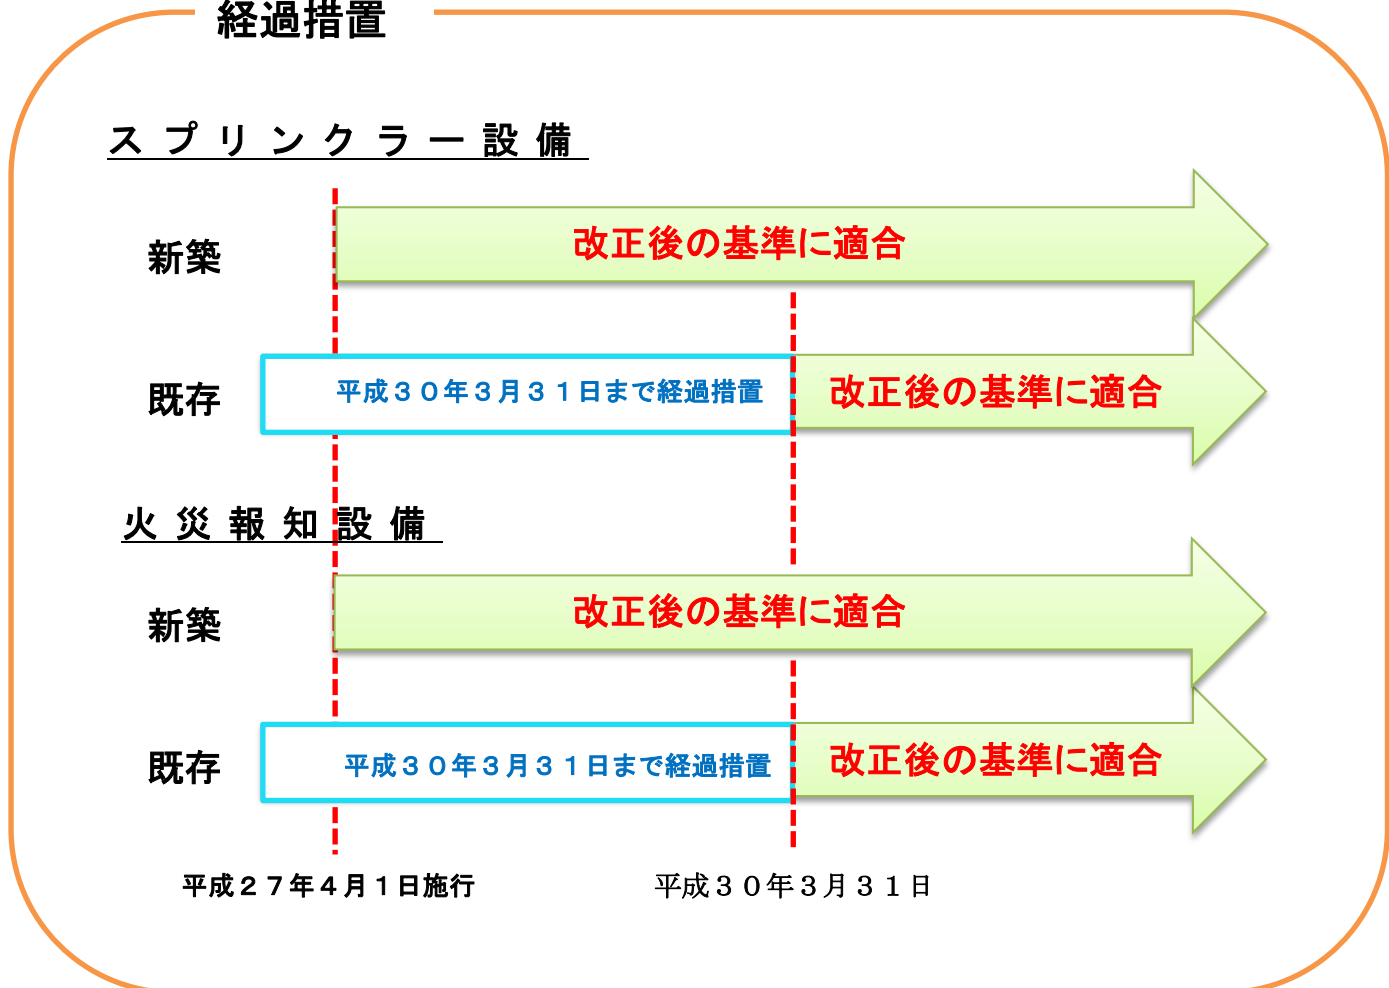 経過措置
スプリンクラー設備
新築
改正後の基準に適合
既存
平成３０年３月３１日まで経過措置
改正後の基準に適合
火災報知設備
新築
改正後の基準に適合
既存
平成３０年３月３１日まで経過措置
改正後の基準に適合
平成２７年４月１日施行
平成３０年３月３１日